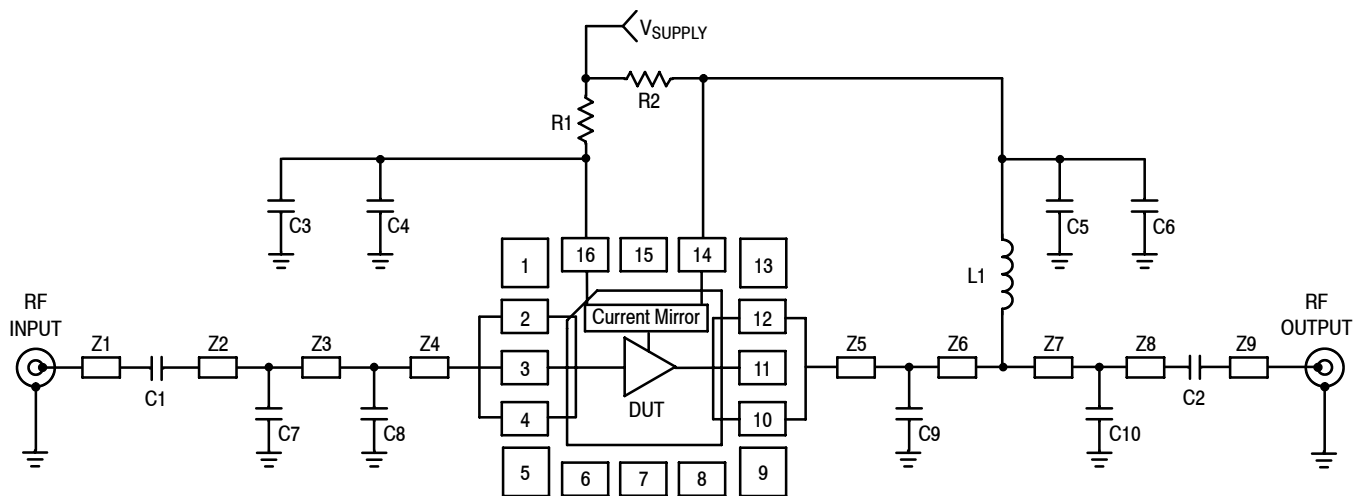 VSUPPLY
R2
R1
C3
C4
C5
C6
1
16
15
14
13
L1
RF
INPUT
RF
OUTPUT
2
Current Mirror
12
Z1
Z2
Z3
Z4
3
11
Z5
Z6
Z7
Z8
Z9
C1
DUT
C2
4
10
C7
C8
C9
C10
5
6
7
8
9